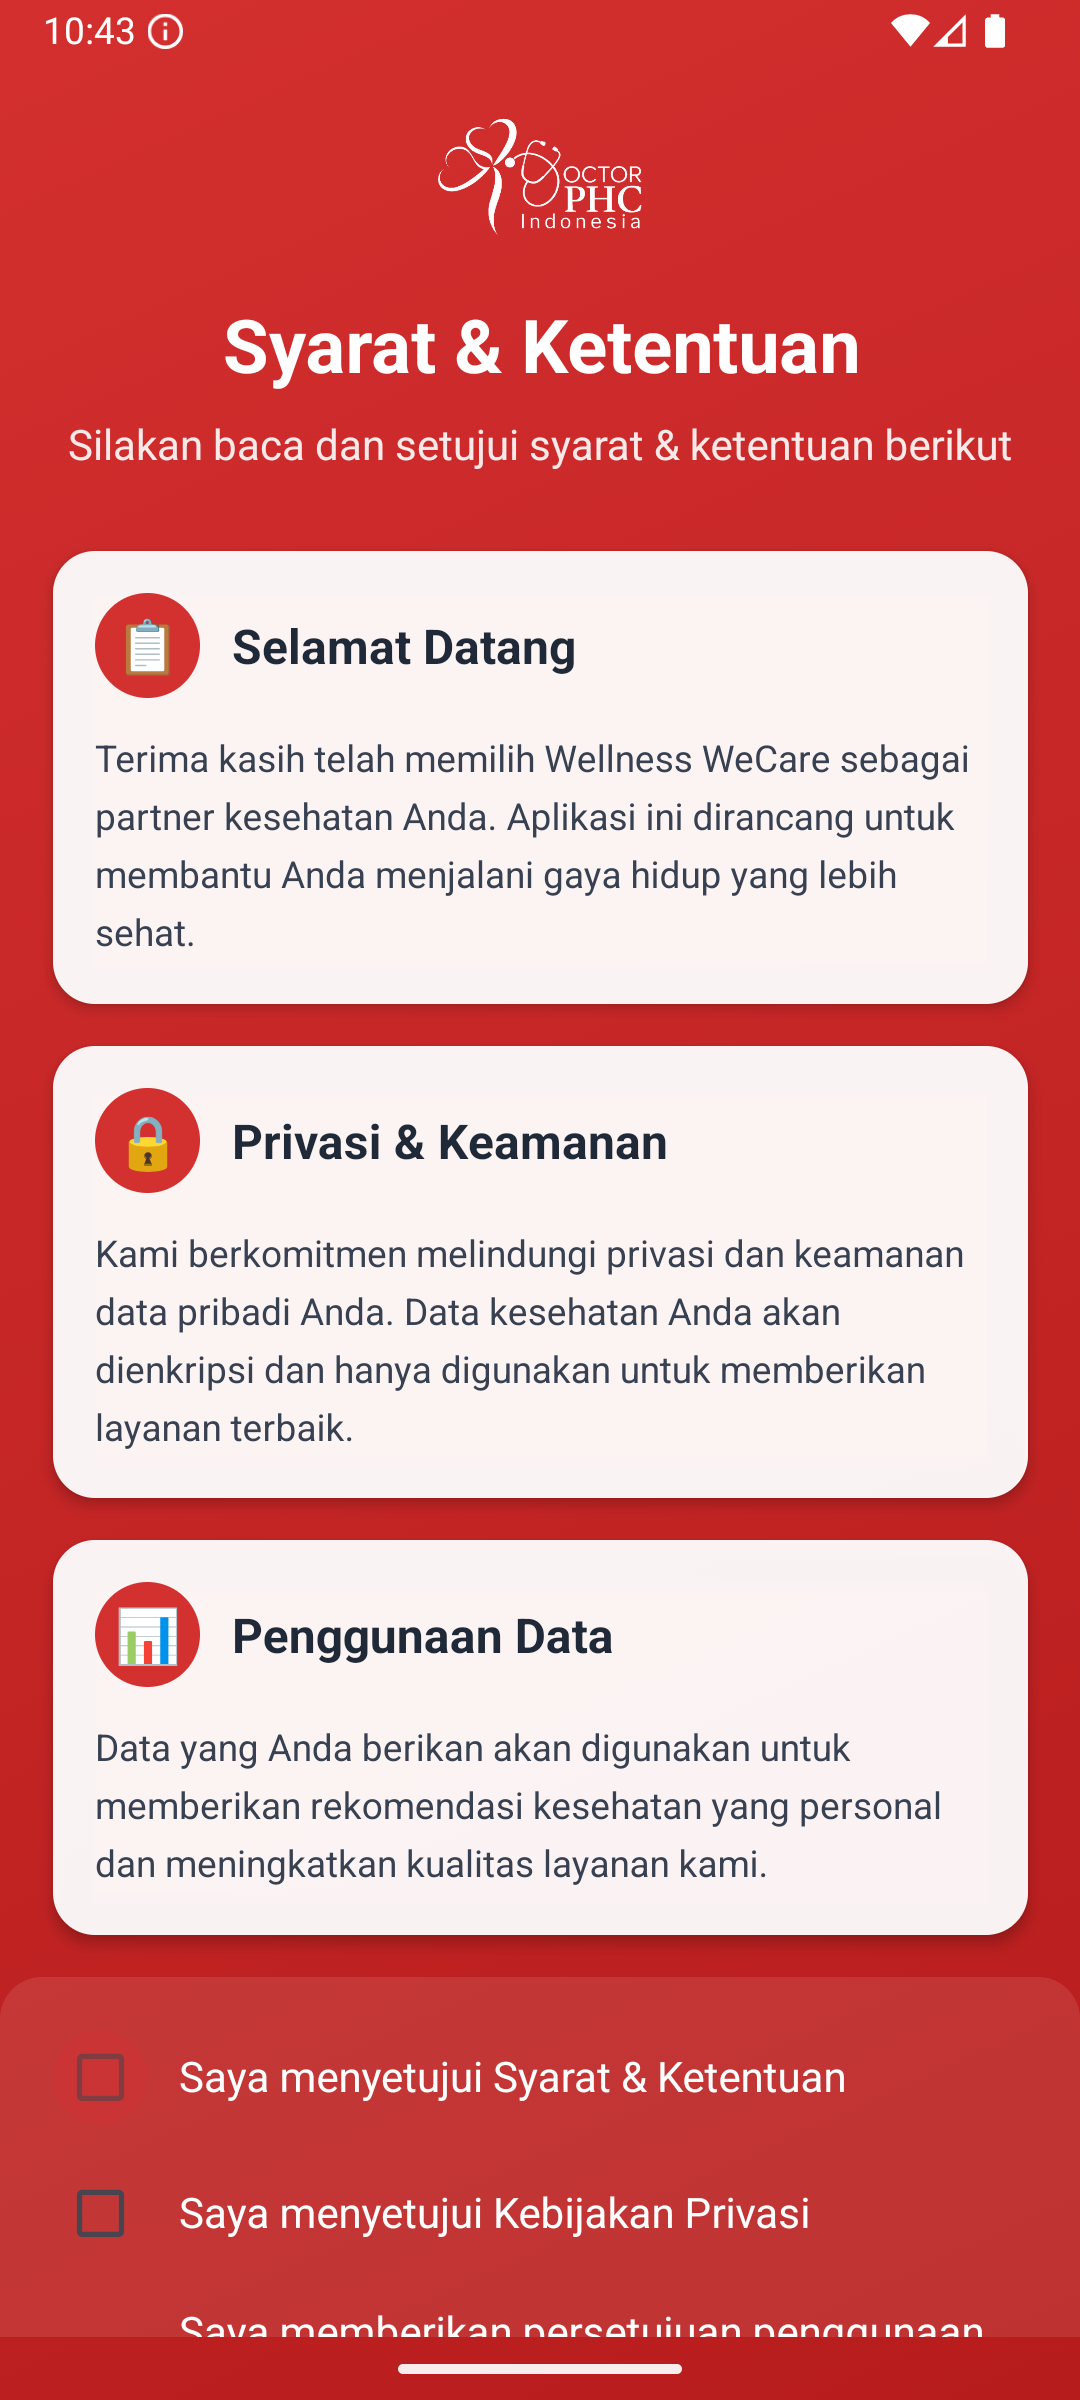 10:43
OCTOR
PHC
Indonesia
Syarat & Ketentuan
Silakan baca dan setujui syarat & ketentuan berikut
Selamat Datang
Terima kasih telah memilih Wellness WeCare sebagai
partner kesehatan Anda. Aplikasi ini dirancang untuk
membantu Anda menjalani gaya hidup yang lebih
sehat.
Privasi & Keamanan
Kami berkomitmen melindungi privasi dan keamanan
data pribadi Anda. Data kesehatan Anda akan
dienkripsi dan hanya digunakan untuk memberikan
layanan terbaik.
Penggunaan Data
Data yang Anda berikan akan digunakan untuk
memberikan rekomendasi kesehatan yang personal
dan meningkatkan kualitas layanan kami.
Saya menyetujui Syarat & Ketentuan
Saya menyetujui Kebijakan Privasi
Saya memberikan persetujuan penggunaan